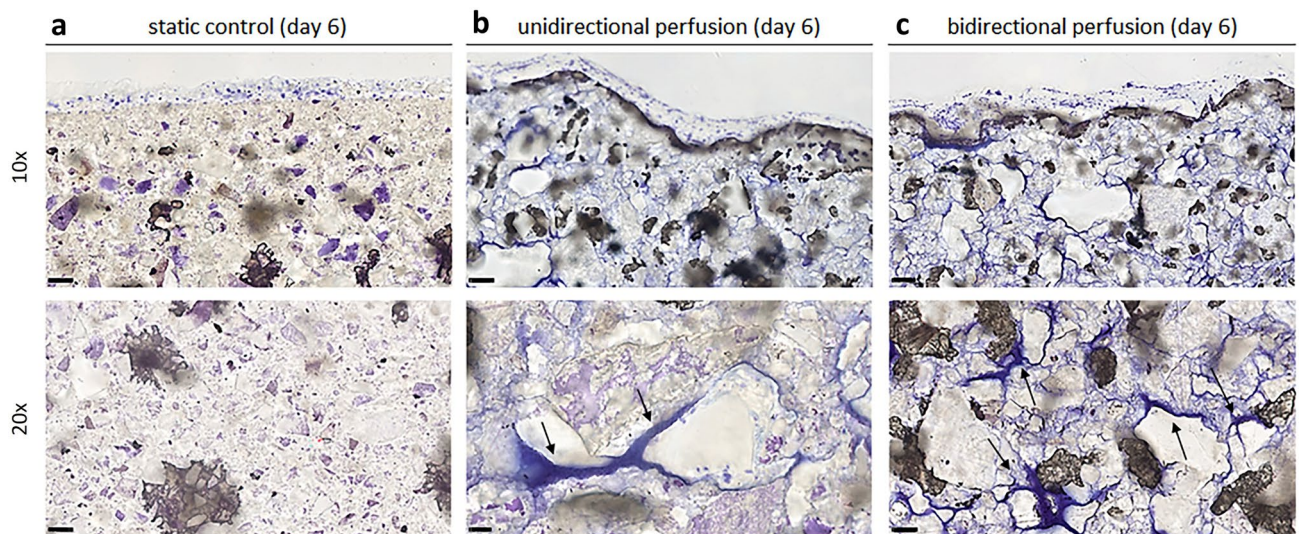 a static control (day 6)
b unidirectional perfusion (day 6)
c bidirectional perfusion (day 6)
10x
20x